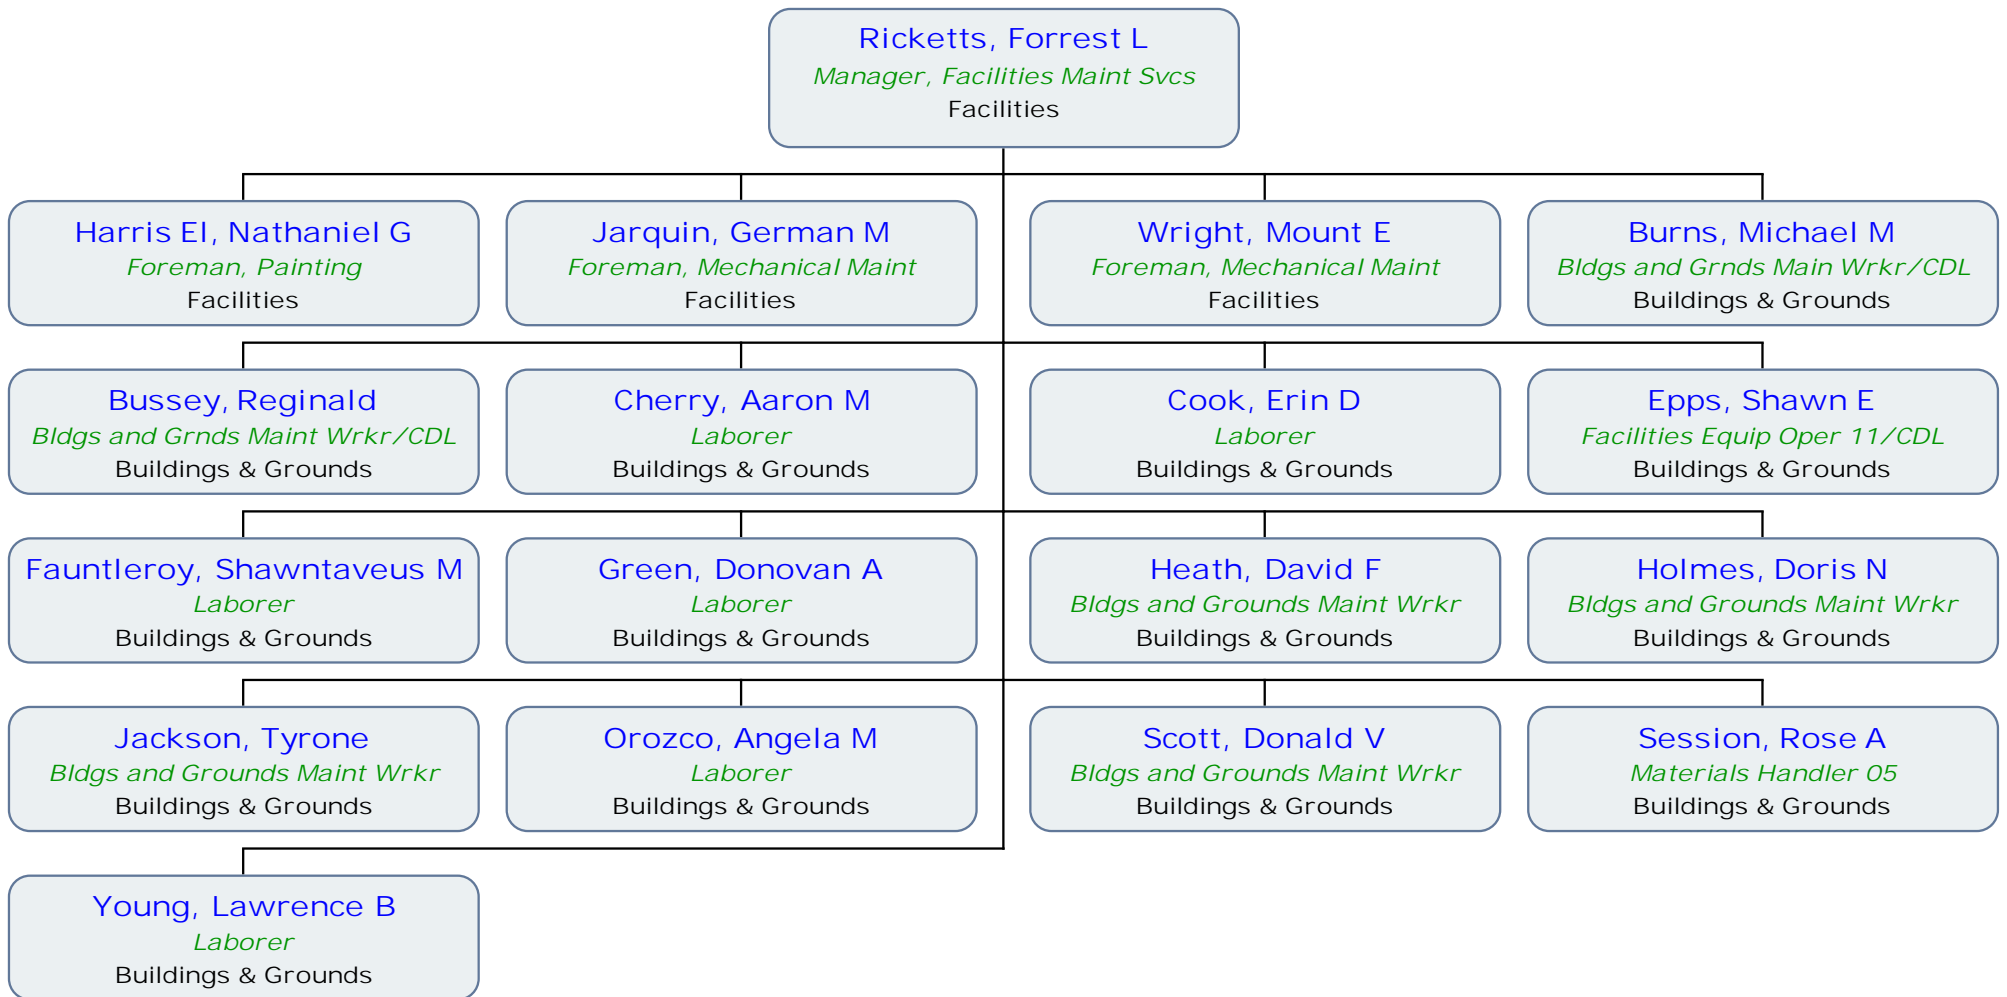 Ricketts, Forrest L
Manager, Facilities Maint Svcs
Facilities
Harris El, Nathaniel G
Foreman, Painting
Facilities
Jarquin, German M
Foreman, Mechanical Maint
Facilities
Wright, Mount E
Foreman, Mechanical Maint
Facilities
Burns, Michael M
Bldgs and Grnds Main Wrkr/CDL
Buildings & Grounds
Bussey, Reginald
Bldgs and Grnds Maint Wrkr/CDL
Buildings & Grounds
Cherry, Aaron M
Laborer
Buildings & Grounds
Cook, Erin D
Laborer
Buildings & Grounds
Epps, Shawn E
Facilities Equip Oper 11/CDL
Buildings & Grounds
Fauntleroy, Shawntaveus M
Laborer
Buildings & Grounds
Green, Donovan A
Laborer
Buildings & Grounds
Heath, David F
Bldgs and Grounds Maint Wrkr
Buildings & Grounds
Holmes, Doris N
Bldgs and Grounds Maint Wrkr
Buildings & Grounds
Jackson, Tyrone
Bldgs and Grounds Maint Wrkr
Buildings & Grounds
Orozco, Angela M
Laborer
Buildings & Grounds
Scott, Donald V
Bldgs and Grounds Maint Wrkr
Buildings & Grounds
Session, Rose A
Materials Handler 05
Buildings & Grounds
Young, Lawrence B
Laborer
Buildings & Grounds